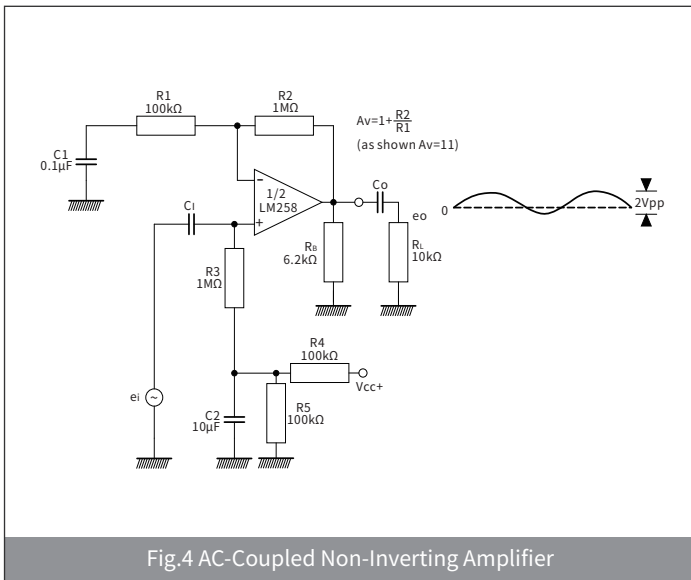 R1
100kΩ
R2
1MΩ
Av=1+R2/R1
(as shown Av=11)
C1
0.1μF
1/2
LM258
−
+
CI
Co
eo
0
2Vpp
RB
6.2kΩ
RL
10kΩ
R3
1MΩ
R4
100kΩ
Vcc+
ei
~
C2
10μF
R5
100kΩ
Fig.4 AC-Coupled Non-Inverting Amplifier